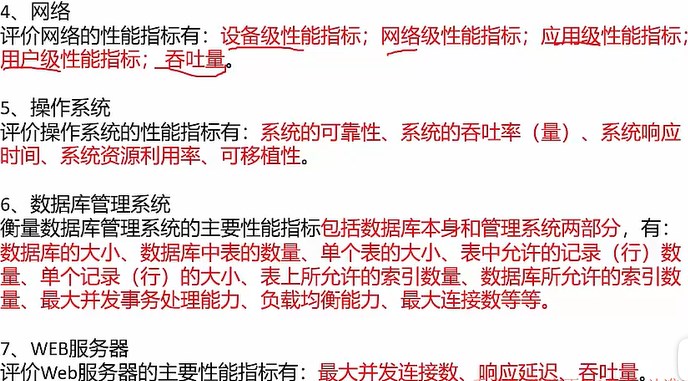 4、网络
评价网络的性能指标有：设备级性能指标；网络级性能指标；应用级性能指标；
用户级性能指标；吞吐量。
5、操作系统
评价操作系统的性能指标有：系统的可靠性、系统的吞吐率（量）、系统响应
时间、系统资源利用率、可移植性。
6、数据库管理系统
衡量数据库管理系统的主要性能指标包括数据库本身和管理系统两部分，有：
数据库的大小、数据库中表的数量、单个表的大小、表中允许的记录（行）数
量、单个记录（行）的大小、表上所允许的索引数量、数据库所允许的索引数
量、最大并发事务处理能力、负载均衡能力、最大连接数等等。
7、WEB服务器
评价Web服务器的主要性能指标有：最大并发连接数、响应延迟、吞吐量。